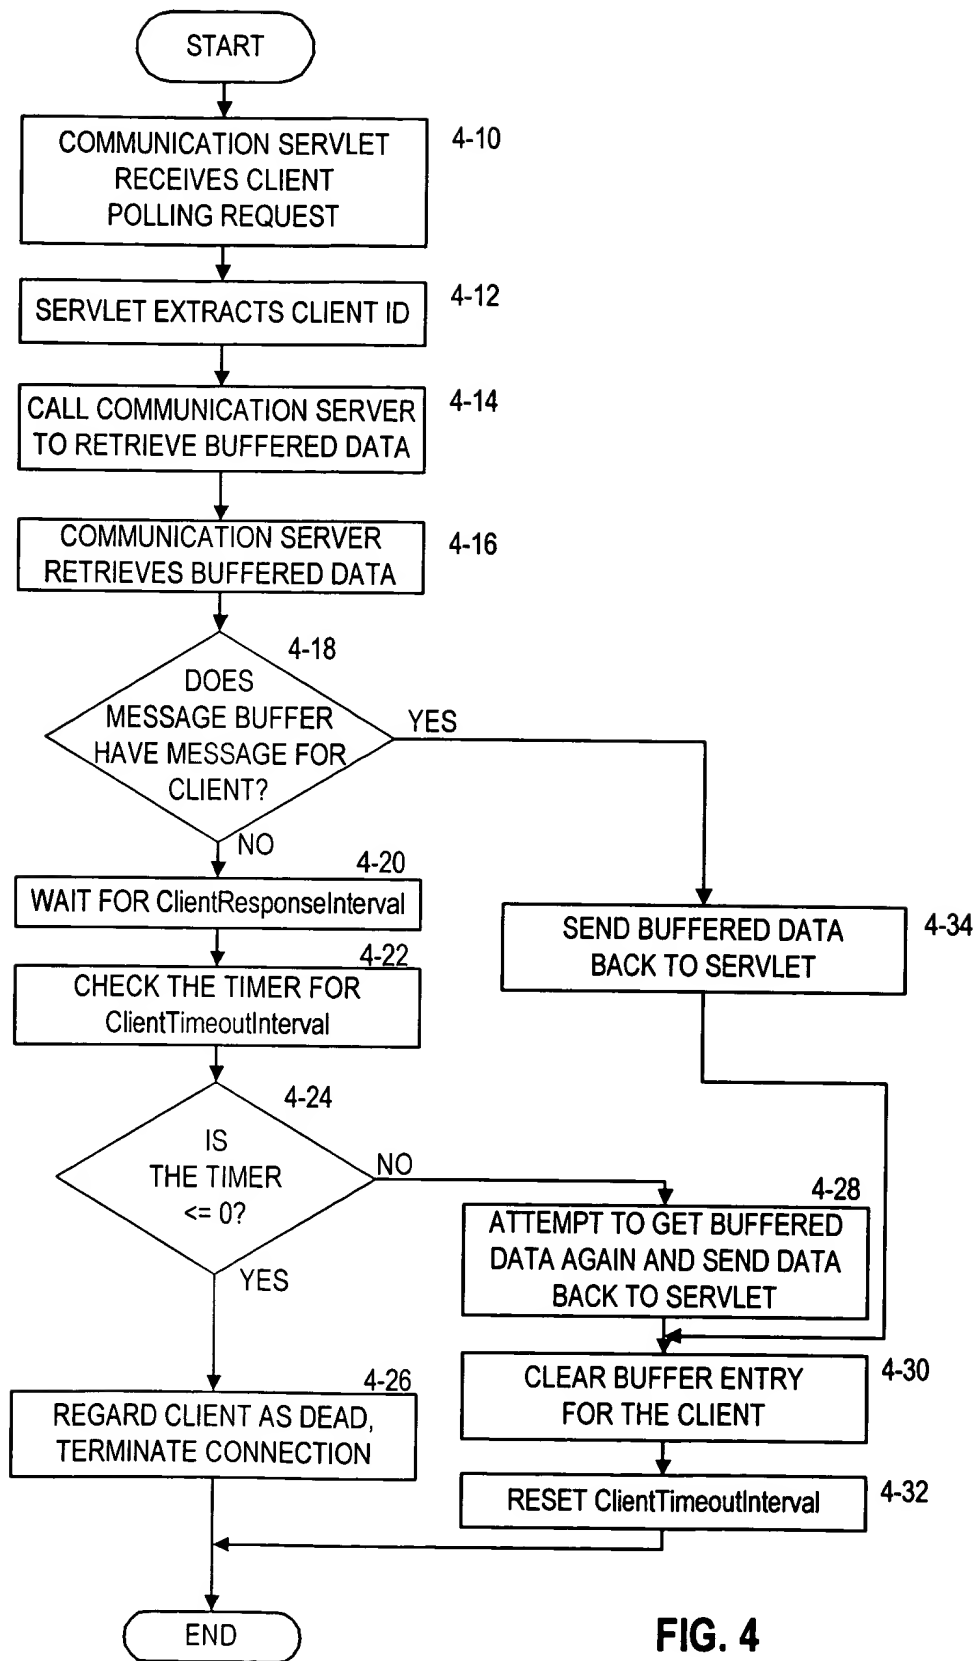 START
COMMUNICATION SERVLET
RECEIVES CLIENT
POLLING REQUEST
4-10
SERVLET EXTRACTS CLIENT ID
4-12
CALL COMMUNICATION SERVER
TO RETRIEVE BUFFERED DATA
4-14
COMMUNICATION SERVER
RETRIEVES BUFFERED DATA
4-16
4-18
DOES
MESSAGE BUFFER
HAVE MESSAGE FOR
CLIENT?
YES
NO
4-20
WAIT FOR ClientResponseInterval
4-22
CHECK THE TIMER FOR
ClientTimeoutInterval
SEND BUFFERED DATA
BACK TO SERVLET
4-34
4-24
IS
THE TIMER
<= 0?
NO
YES
4-28
ATTEMPT TO GET BUFFERED
DATA AGAIN AND SEND DATA
BACK TO SERVLET
4-26
REGARD CLIENT AS DEAD,
TERMINATE CONNECTION
CLEAR BUFFER ENTRY
FOR THE CLIENT
4-30
RESET ClientTimeoutInterval
4-32
END
FIG. 4